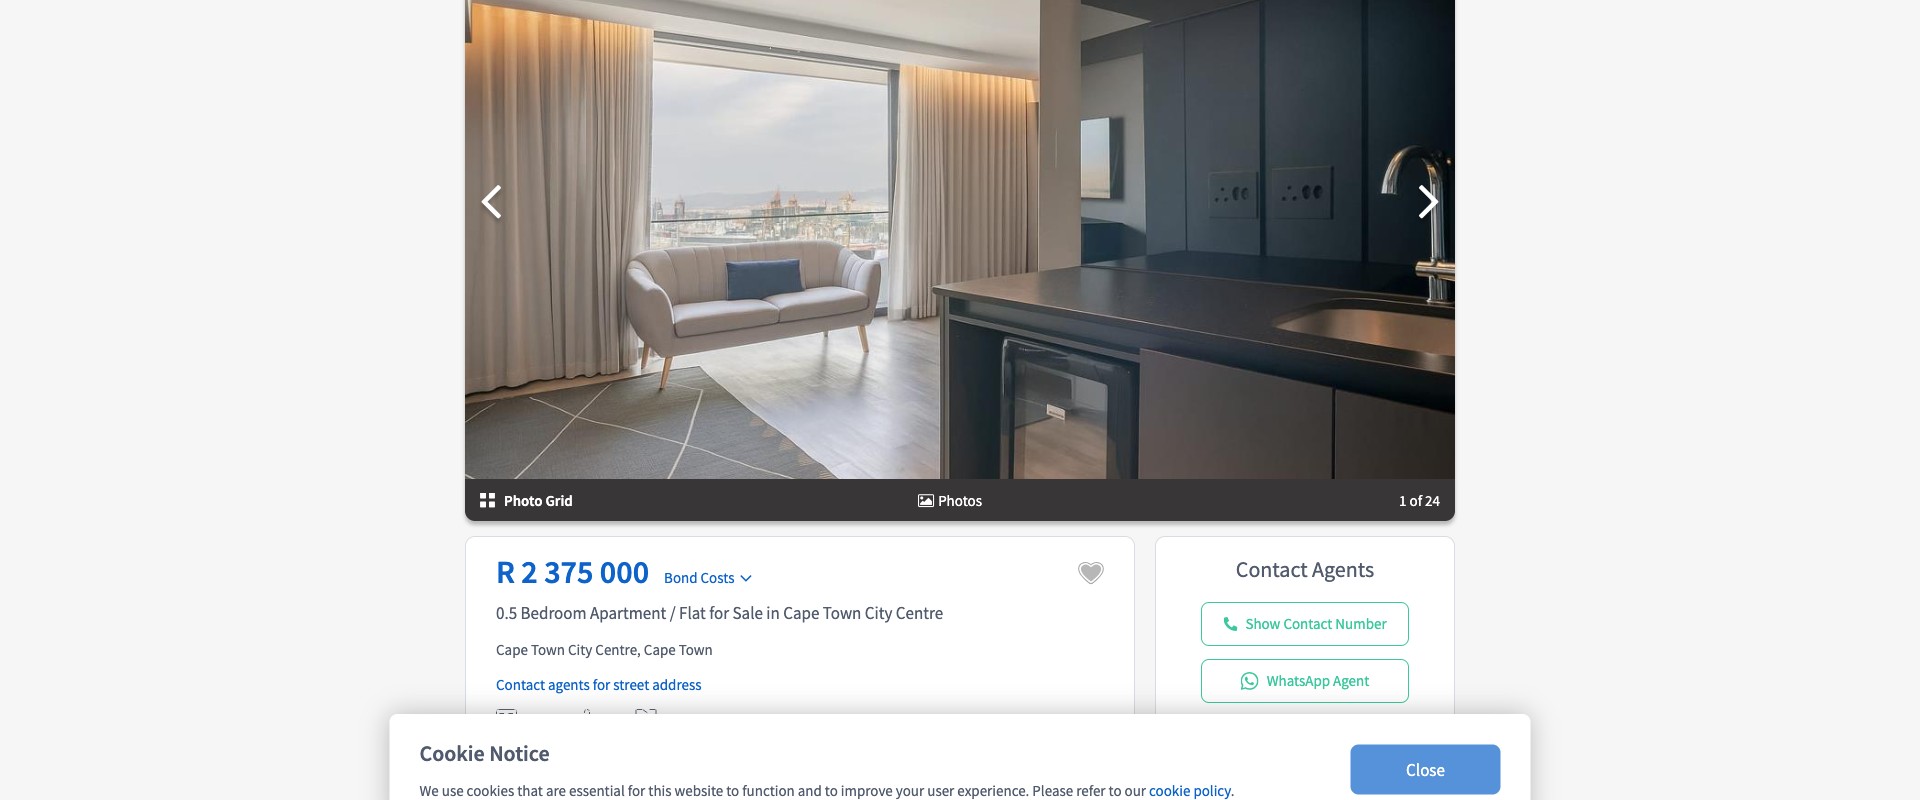 Photo Grid
Photos
1 of 24
R 2 375 000
Bond Costs
0.5 Bedroom Apartment / Flat for Sale in Cape Town City Centre
Cape Town City Centre, Cape Town
Contact agents for street address
Contact Agents
Show Contact Number
WhatsApp Agent
Cookie Notice
We use cookies that are essential for this website to function and to improve your user experience. Please refer to our cookie policy.
Close